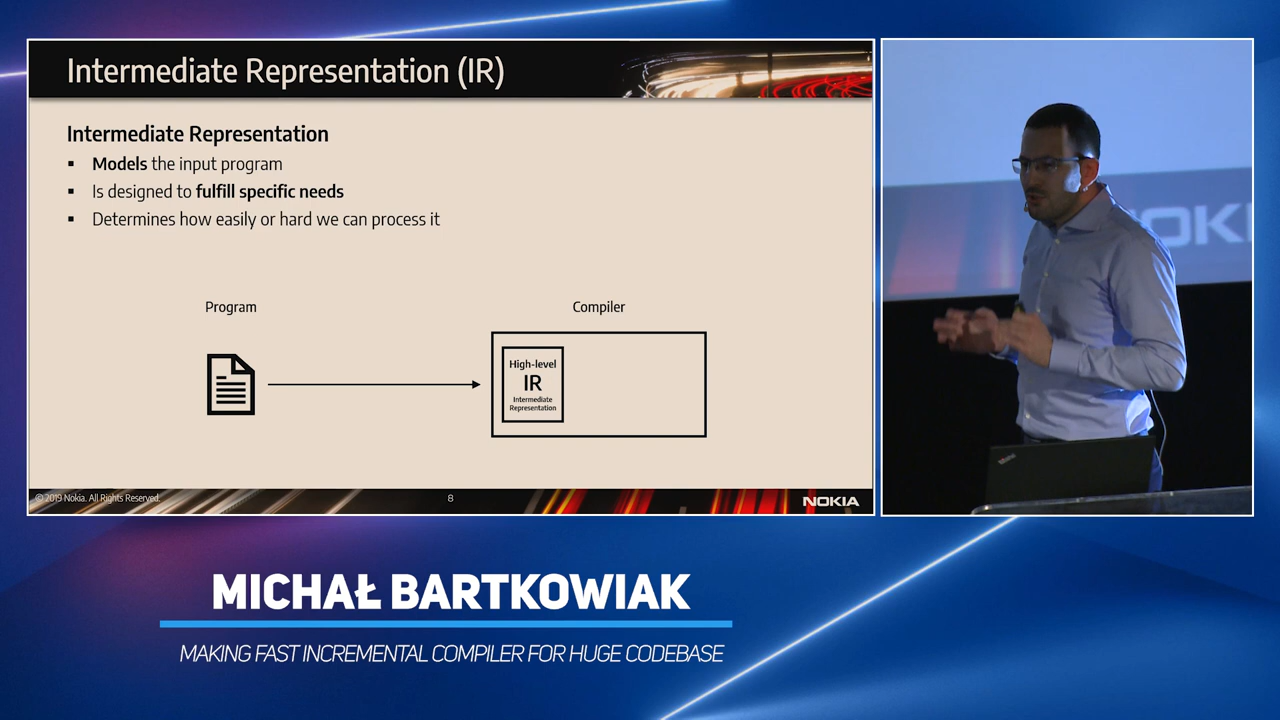 Intermediate Representation (IR)
Intermediate Representation
▪ Models the input program
▪ Is designed to fulfill specific needs
▪ Determines how easily or hard we can process it
Program
Compiler
High-level
IR
Intermediate
Representation
© 2019 Nokia. All Rights Reserved.
8
NOKIA
OKI
MICHAŁ BARTKOWIAK
MAKING FAST INCREMENTAL COMPILER FOR HUGE CODEBASE